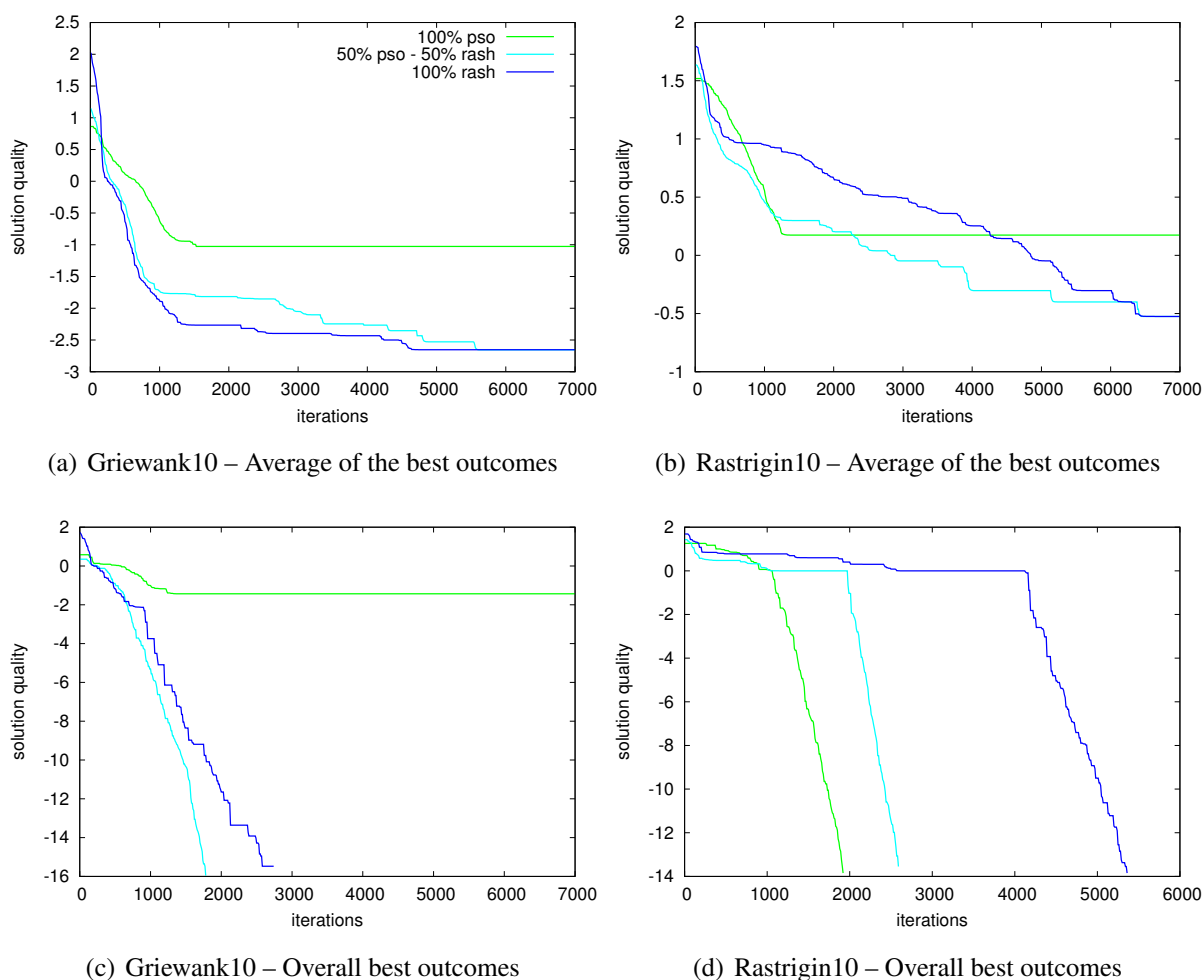 2.5
2
1.5
1
0.5
0
-0.5
-1
-1.5
-2
-2.5
-3
0 1000 2000 3000 4000 5000 6000 7000
solution quality
iterations
100% pso
50% pso - 50% rash
100% rash
(a) Griewank10 – Average of the best outcomes
2
1.5
1
0.5
0
-0.5
-1
0 1000 2000 3000 4000 5000 6000 7000
solution quality
iterations
(b) Rastrigin10 – Average of the best outcomes
2
0
-2
-4
-6
-8
-10
-12
-14
-16
0 1000 2000 3000 4000 5000 6000 7000
solution quality
iterations
(c) Griewank10 – Overall best outcomes
2
0
-2
-4
-6
-8
-10
-12
-14
0 1000 2000 3000 4000 5000 6000
solution quality
iterations
(d) Rastrigin10 – Overall best outcomes